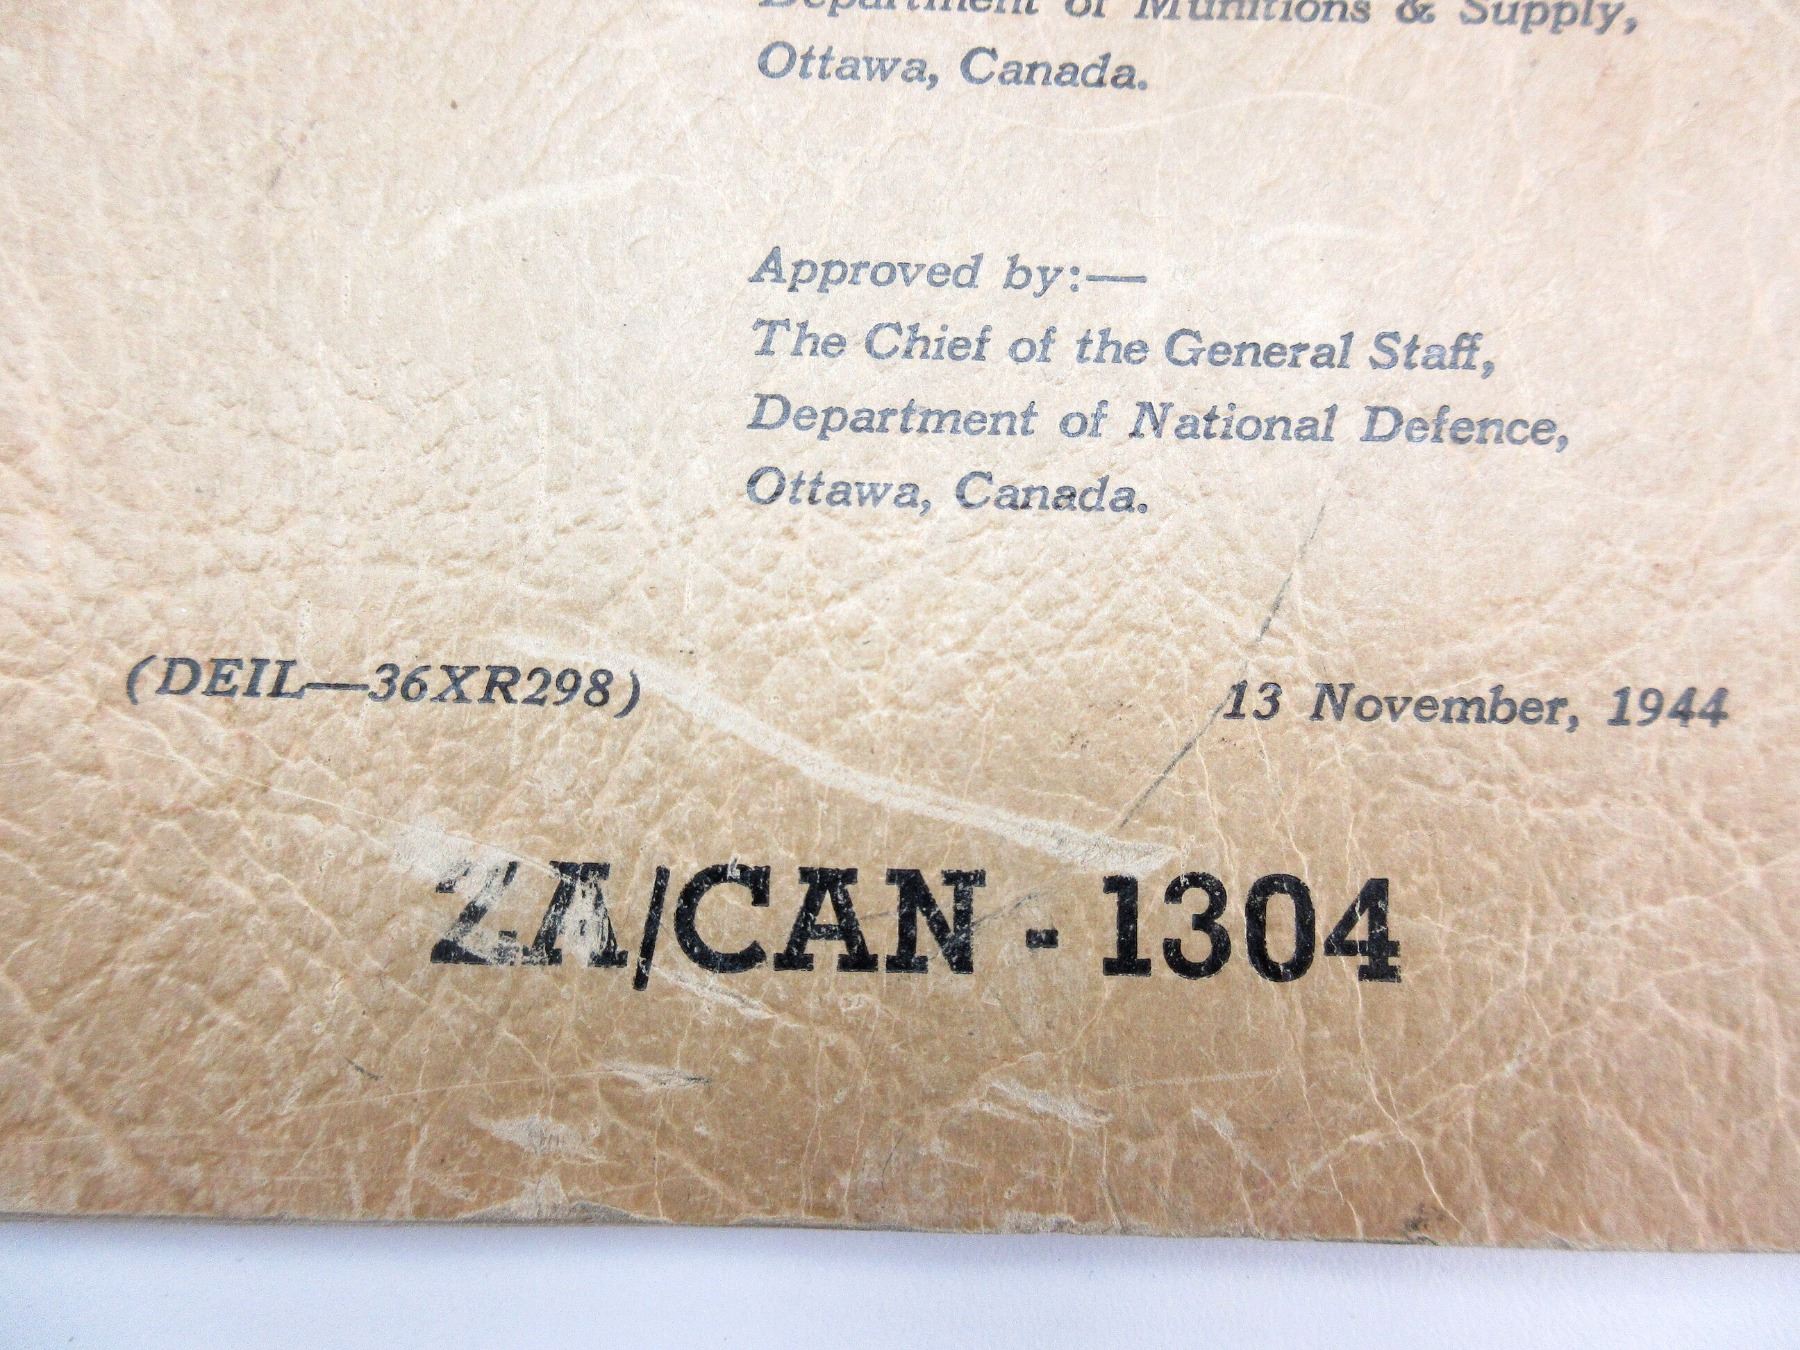 Department of Munitions & Supply,
Ottawa, Canada.
Approved by:—
The Chief of the General Staff,
Department of National Defence,
Ottawa, Canada.
(DEIL—36XR298)
13 November, 1944
ZA/CAN - 1304